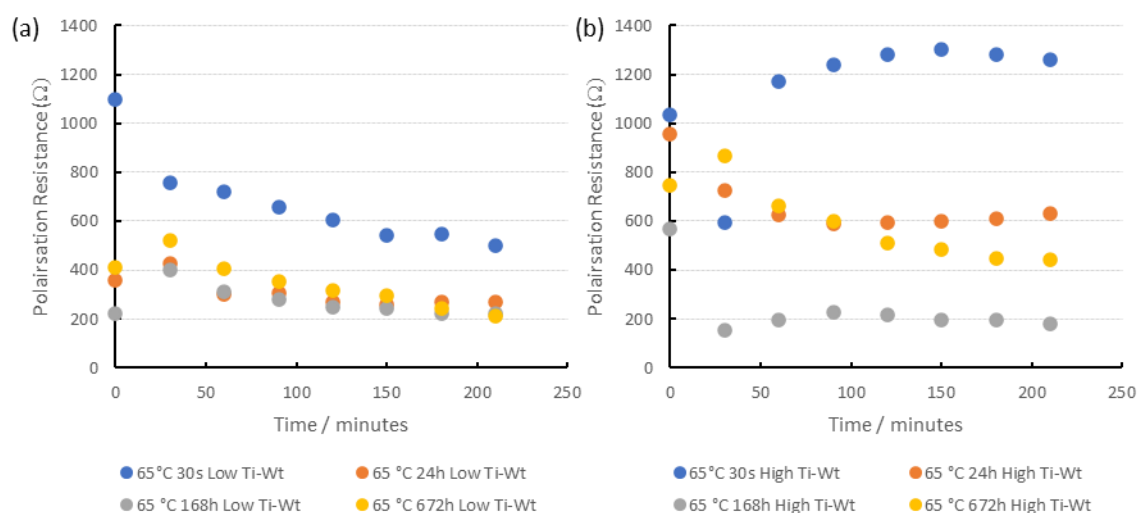 (a)
1400
1200
1000
800
600
400
200
0
Polairsation Resistance (Ω)
0 50 100 150 200 250
Time / minutes
65°C 30s Low Ti-Wt 65 °C 24h Low Ti-Wt
65 °C 168h Low Ti-Wt 65 °C 672h Low Ti-Wt
(b)
1400
1200
1000
800
600
400
200
0
Polairsation Resistance (Ω)
0 50 100 150 200 250
Time / minutes
65°C 30s High Ti-Wt 65 °C 24h High Ti-Wt
65 °C 168h High Ti-Wt 65 °C 672h High Ti-Wt